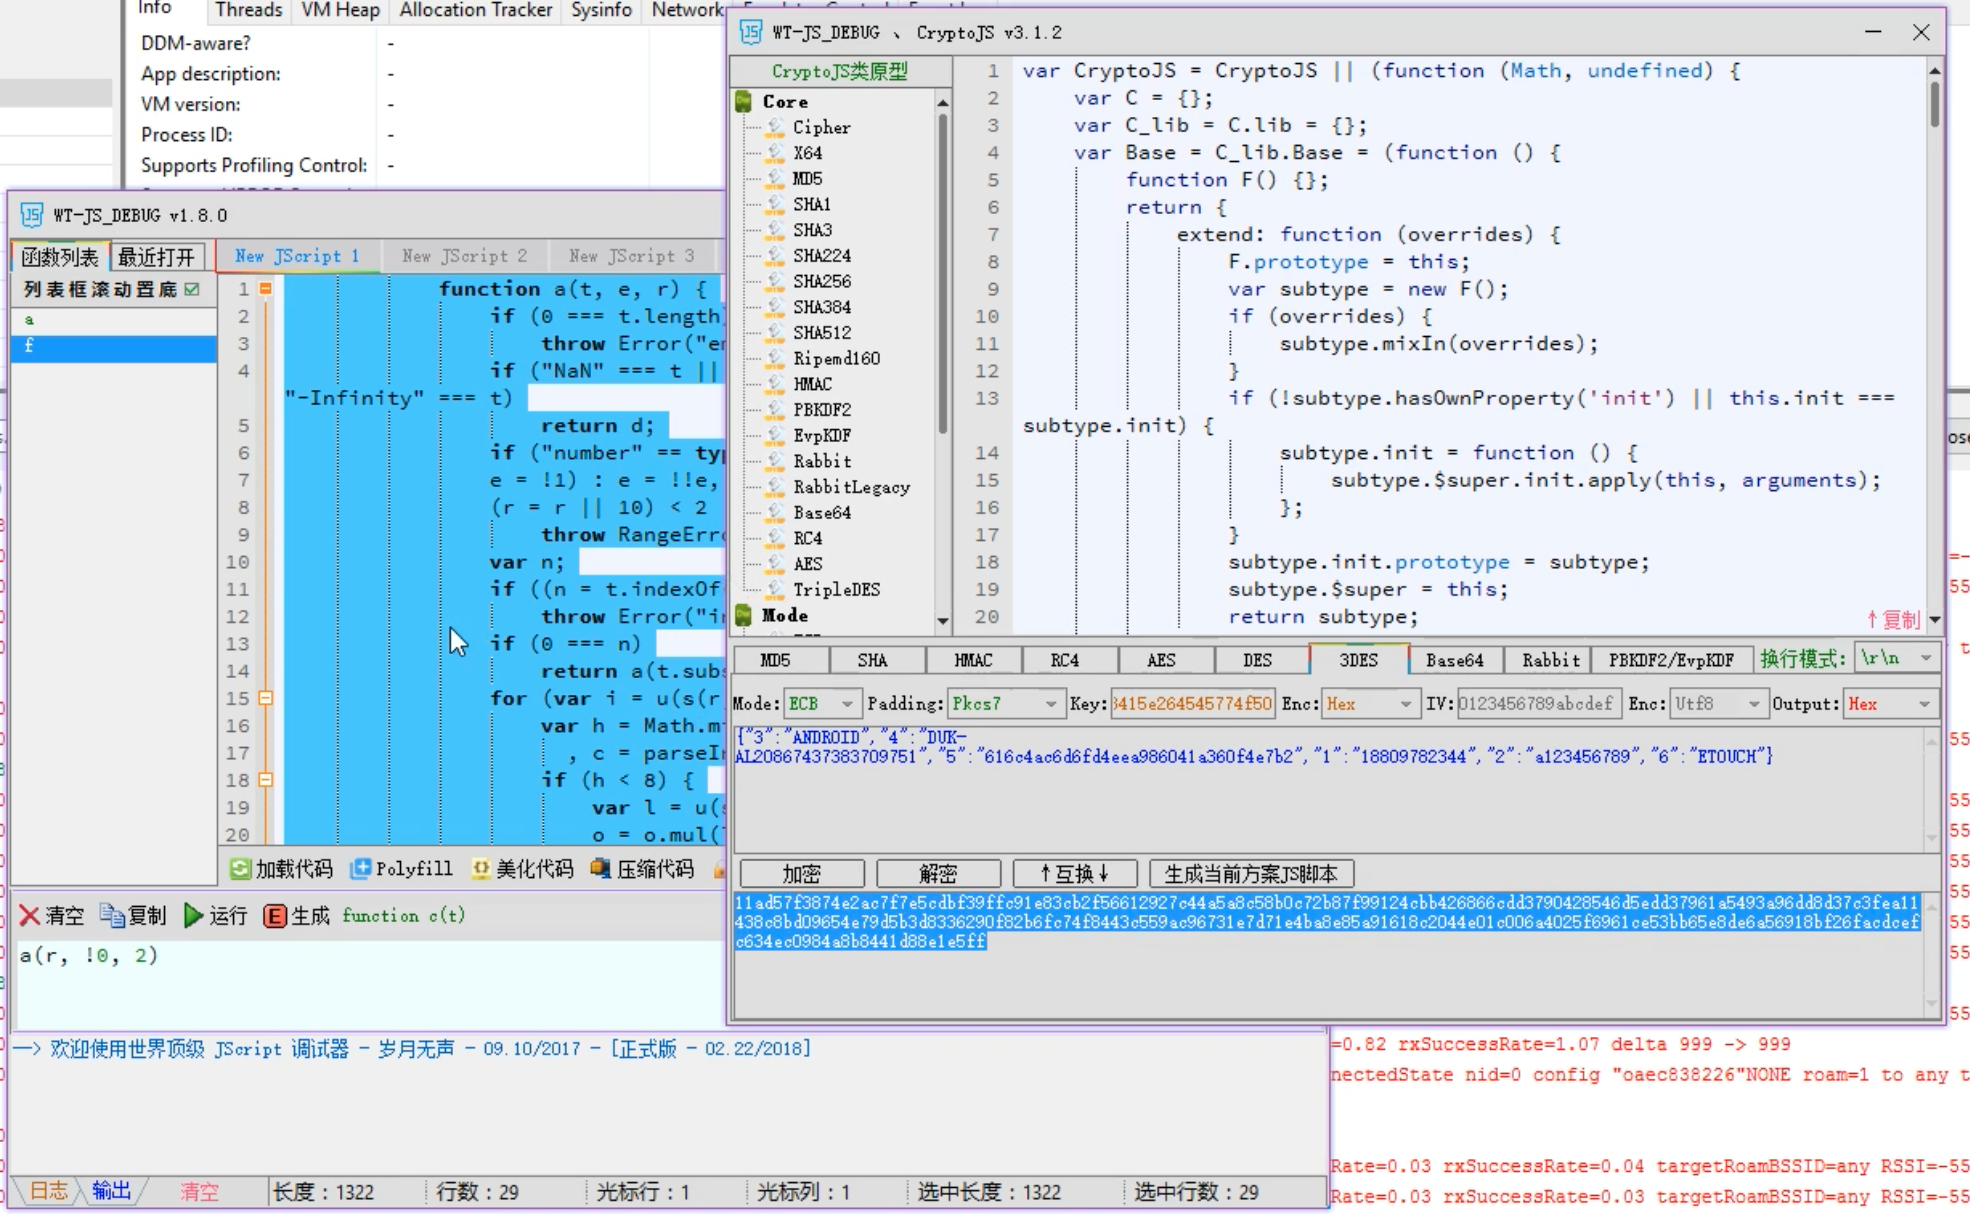 Info Threads VM Heap Allocation Tracker Sysinfo Network
DDM-aware? -
App description: -
VM version: -
Process ID: -
Supports Profiling Control: -
WT-JS_DEBUG v1.8.0
函数列表 最近打开 New JScript 1 New JScript 2 New JScript 3
列表框滚动置底
a
f
1 function a(t, e, r) {
2 if (0 === t.length
3 throw Error("e
4 if ("NaN" === t ||
"-Infinity" === t)
5 return d;
6 if ("number" == ty
7 e = !1) : e = !!e,
8 (r = r || 10) < 2
9 throw RangeErr
10 var n;
11 if ((n = t.indexOf
12 throw Error("i
13 if (0 === n)
14 return a(t.subs
15 for (var i = u(s(r
16 var h = Math.m
17 , c = parseI
18 if (h < 8) {
19 var l = u(
20 o = o.mul(
加载代码 Polyfill 美化代码 压缩代码
清空 复制 运行 生成 function c(t)
a(r, !0, 2)
—> 欢迎使用世界顶级 JScript 调试器 - 岁月无声 - 09.10/2017 - [正式版 - 02.22/2018]
日志 输出 清空 长度：1322 行数：29 光标行：1 光标列：1 选中长度：1322 选中行数：29
WT-JS_DEBUG 、 CryptoJS v3.1.2
CryptoJS类原型
Core
Cipher
X64
MD5
SHA1
SHA3
SHA224
SHA256
SHA384
SHA512
Ripemd160
HMAC
PBKDF2
EvpKDF
Rabbit
RabbitLegacy
Base64
RC4
AES
TripleDES
Mode
1 var CryptoJS = CryptoJS || (function (Math, undefined) {
2 var C = {};
3 var C_lib = C.lib = {};
4 var Base = C_lib.Base = (function () {
5 function F() {};
6 return {
7 extend: function (overrides) {
8 F.prototype = this;
9 var subtype = new F();
10 if (overrides) {
11 subtype.mixIn(overrides);
12 }
13 if (!subtype.hasOwnProperty('init') || this.init ===
subtype.init) {
14 subtype.init = function () {
15 subtype.$super.init.apply(this, arguments);
16 };
17 }
18 subtype.init.prototype = subtype;
19 subtype.$super = this;
20 return subtype;
↑复制
MD5 SHA HMAC RC4 AES DES 3DES Base64 Rabbit PBKDF2/EvpKDF 换行模式: \r\n
Mode: ECB Padding: Pkcs7 Key: 415e264545774f50 Enc: Hex IV: 0123456789abcdef Enc: Utf8 Output: Hex
{"3":"ANDROID","4":"DUK-
AL20867437383709751","5":"616c4ac6d6fd4eea986041a360f4e7b2","1":"18809782344","2":"a123456789","6":"ETOUCH"}
加密 解密 ↑互换↓ 生成当前方案JS脚本
11ad57f3874e2ac7f7e5cdbf39ffc91e83cb2f56612927c44a5a8c58b0c72b87f99124cbb426866cdd3790428546d5edd37961a5493a96dd8d37c3fea11
438c8bd09654e79d5b3d8336290f82b6fc74f8443c559ac96731e7d71e4ba8e85a91618c2044e01c006a4025f6961ce53bb65e8de6a56918bf26facdcef
c634ec0984a8b8441d88e1e5ff
=0.82 rxSuccessRate=1.07 delta 999 -> 999
nectedState nid=0 config "oaec838226"NONE roam=1 to any t
Rate=0.03 rxSuccessRate=0.04 targetRoamBSSID=any RSSI=-55
Rate=0.03 rxSuccessRate=0.03 targetRoamBSSID=any RSSI=-55